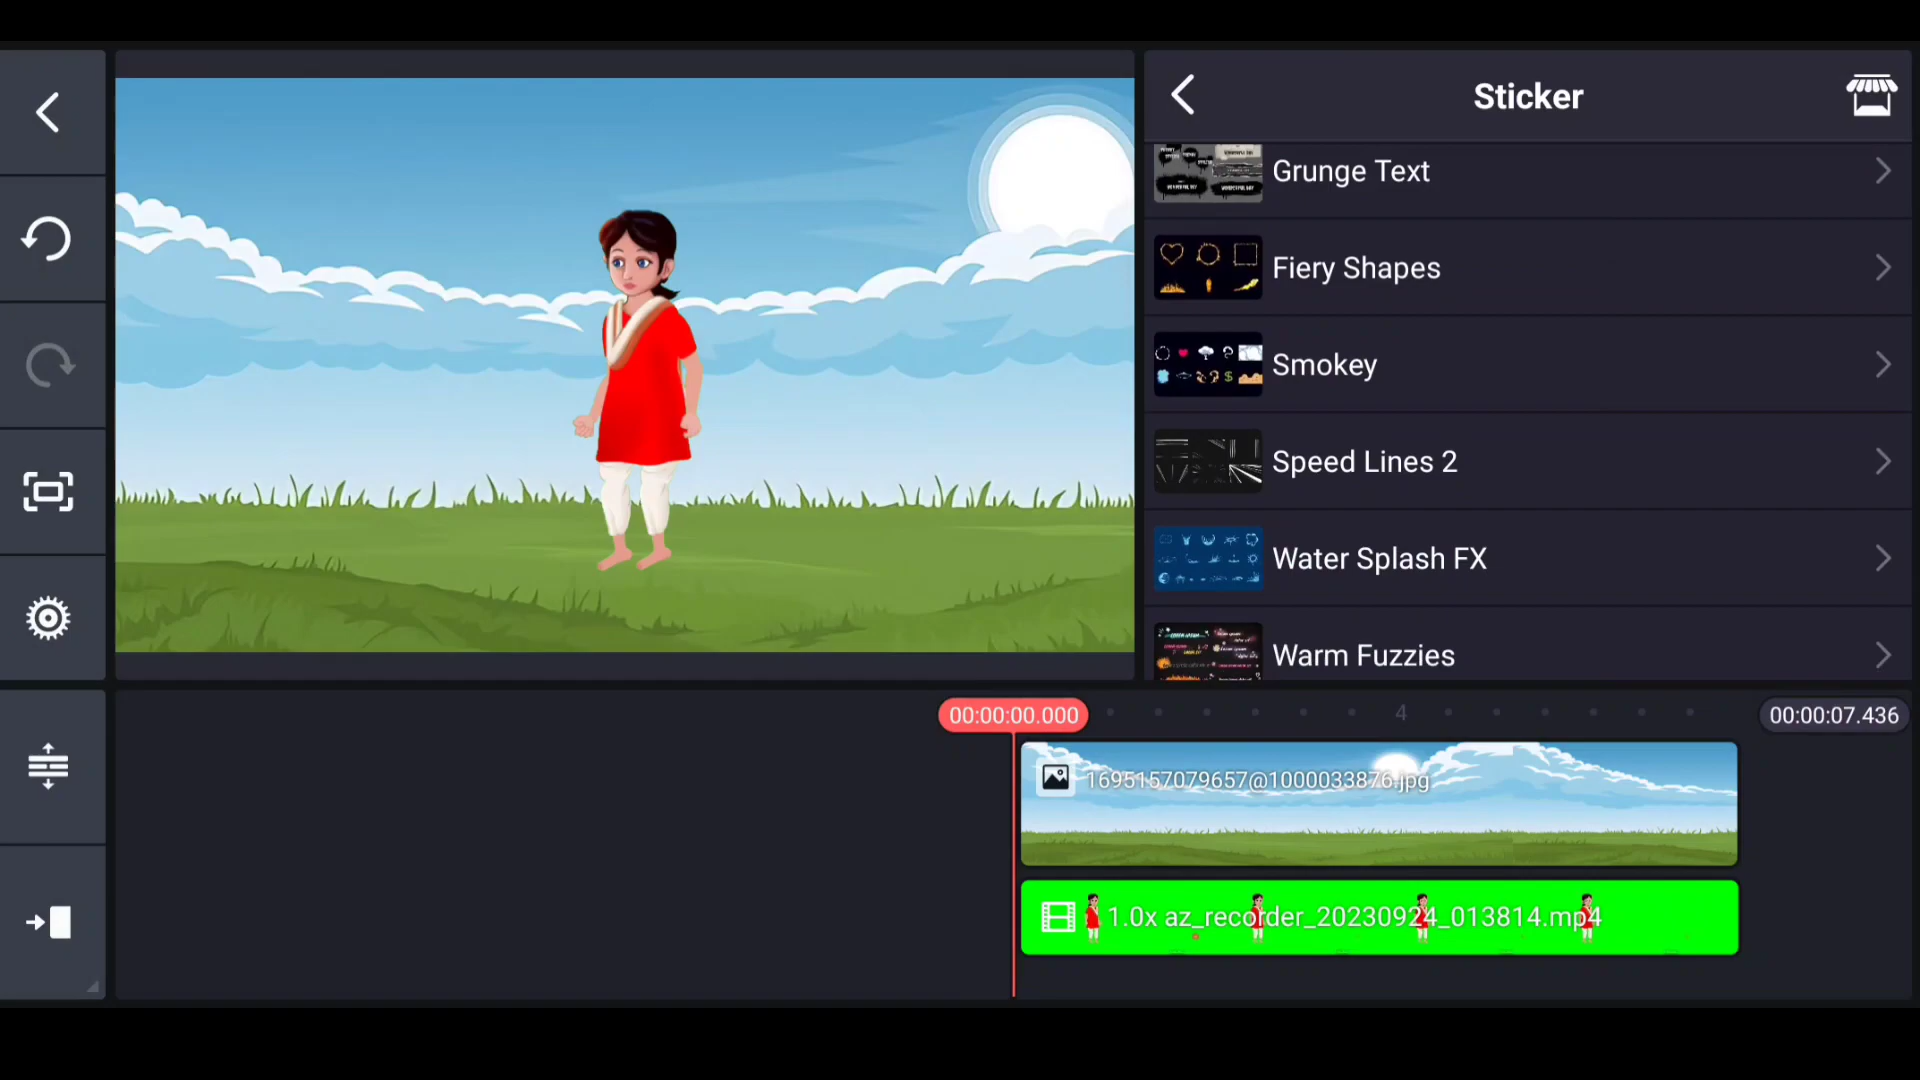 Sticker
Grunge Text
Fiery Shapes
Smokey
Speed Lines 2
Water Splash FX
Warm Fuzzies
00:00:00.000
4
00:00:07.436
1695157079657@1000033876.jpg
1.0x az_recorder_20230924_013814.mp4